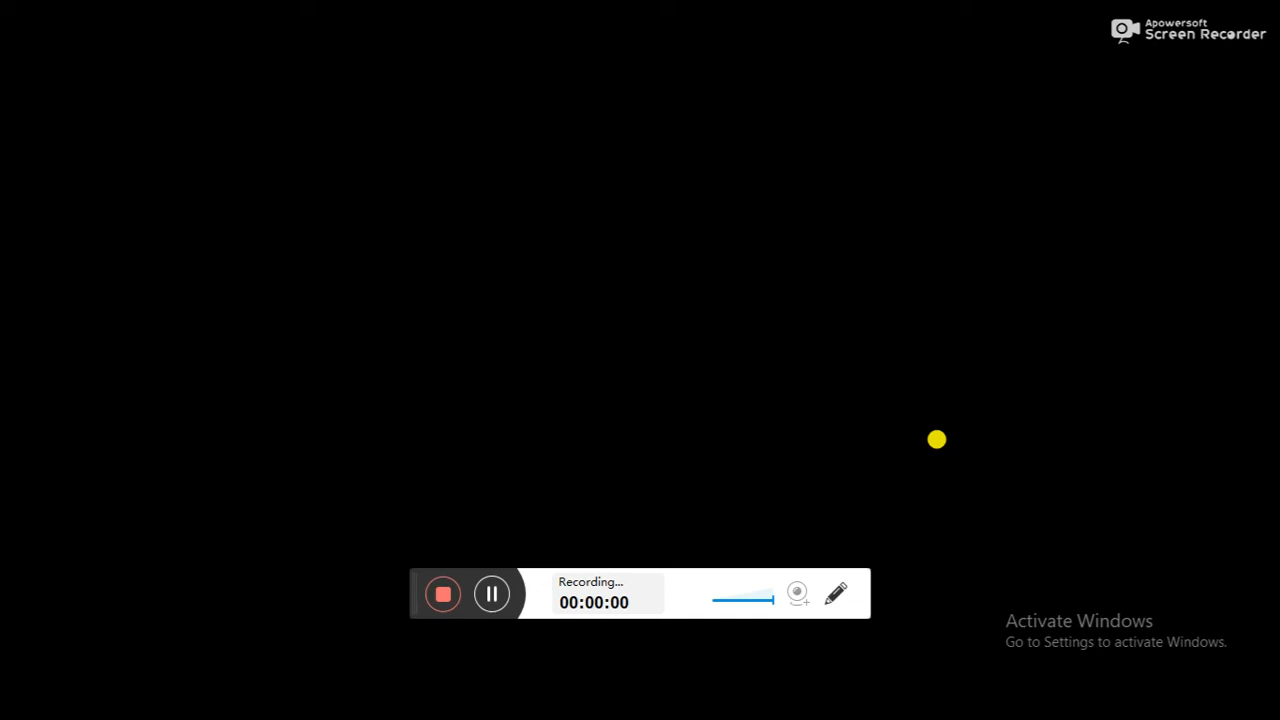 Apowersoft
Screen Recorder
Recording...
00:00:00
Activate Windows
Go to Settings to activate Windows.